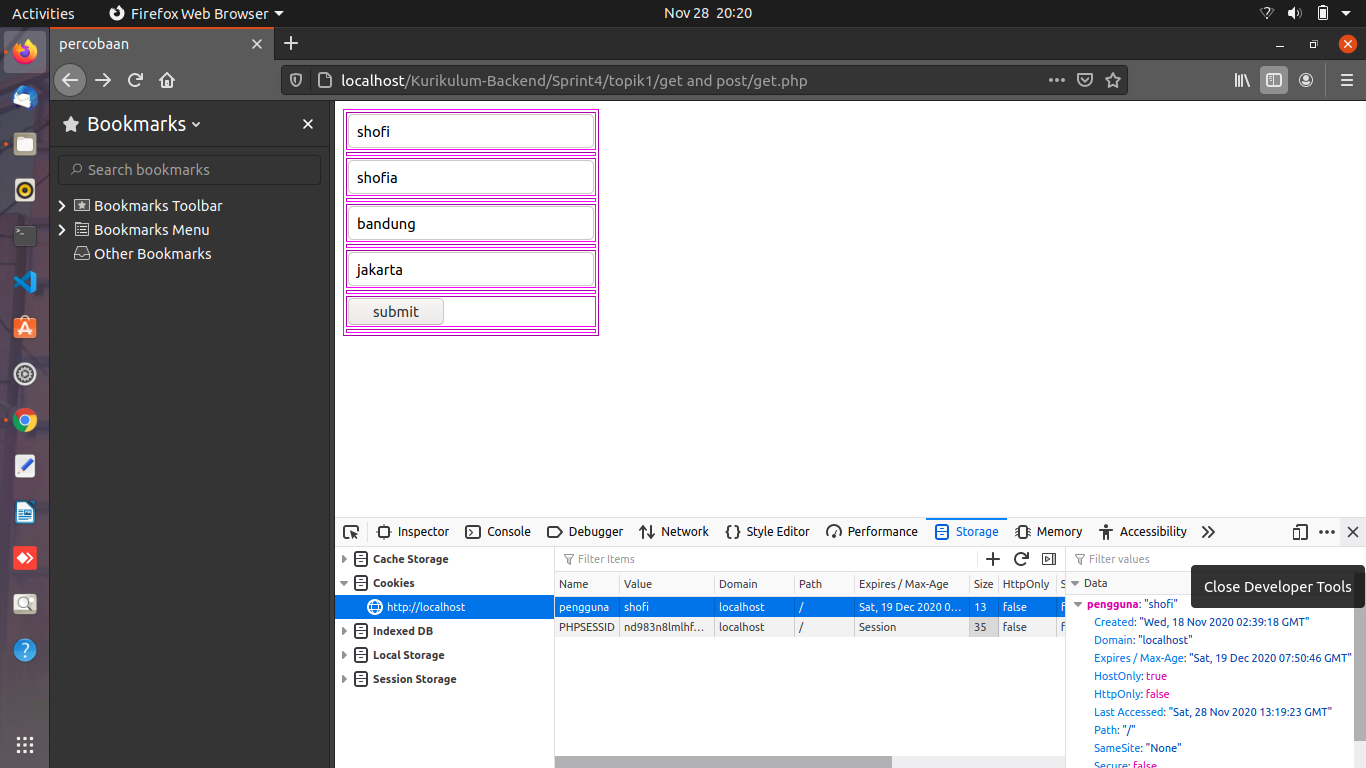 Activities Firefox Web Browser Nov 28 20:20
percobaan
localhost/Kurikulum-Backend/Sprint4/topik1/get and post/get.php
Bookmarks
Search bookmarks
Bookmarks Toolbar
Bookmarks Menu
Other Bookmarks
shofi
shofia
bandung
jakarta
submit
Inspector Console Debugger Network Style Editor Performance Storage Memory Accessibility
Cache Storage
Cookies
http://localhost
Indexed DB
Local Storage
Session Storage
Filter Items
Name Value Domain Path Expires / Max-Age Size HttpOnly S
pengguna shofi localhost / Sat, 19 Dec 2020 0... 13 false f
PHPSESSID nd983n8lmlhf... localhost / Session 35 false f
Filter values
Data
Close Developer Tools
pengguna: "shofi"
Created: "Wed, 18 Nov 2020 02:39:18 GMT"
Domain: "localhost"
Expires / Max-Age: "Sat, 19 Dec 2020 07:50:46 GMT"
HostOnly: true
HttpOnly: false
Last Accessed: "Sat, 28 Nov 2020 13:19:23 GMT"
Path: "/"
SameSite: "None"
Secure: false